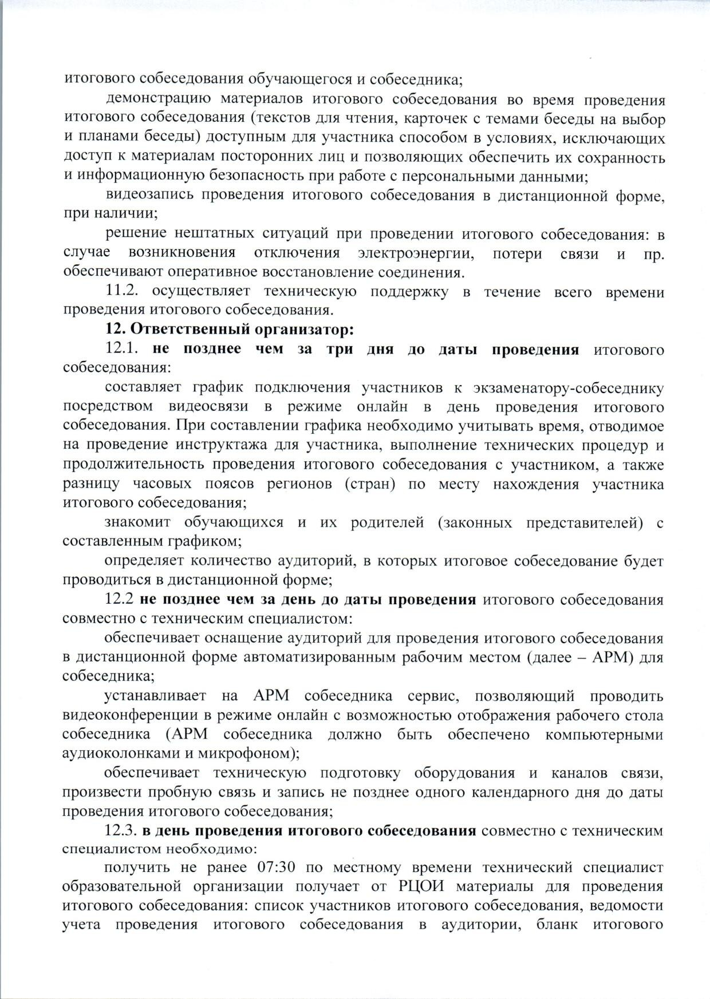 итогового собеседования обучающегося и собеседника;
демонстрацию материалов итогового собеседования во время проведения
итогового собеседования (текстов для чтения, карточек с темами беседы на выбор
и планами беседы) доступным для участника способом в условиях, исключающих
доступ к материалам посторонних лиц и позволяющих обеспечить их сохранность
и информационную безопасность при работе с персональными данными;
видеозапись проведения итогового собеседования в дистанционной форме,
при наличии;
решение нештатных ситуаций при проведении итогового собеседования: в
случае возникновения отключения электроэнергии, потери связи и пр.
обеспечивают оперативное восстановление соединения.
11.2. осуществляет техническую поддержку в течение всего времени
проведения итогового собеседования.
12. Ответственный организатор:
12.1. не позднее чем за три дня до даты проведения итогового
собеседования:
составляет график подключения участников к экзаменатору-собеседнику
посредством видеосвязи в режиме онлайн в день проведения итогового
собеседования. При составлении графика необходимо учитывать время, отводимое
на проведение инструктажа для участника, выполнение технических процедур и
продолжительность проведения итогового собеседования с участником, а также
разницу часовых поясов регионов (стран) по месту нахождения участника
итогового собеседования;
знакомит обучающихся и их родителей (законных представителей) с
составленным графиком;
определяет количество аудиторий, в которых итоговое собеседование будет
проводиться в дистанционной форме;
12.2 не позднее чем за день до даты проведения итогового собеседования
совместно с техническим специалистом:
обеспечивает оснащение аудиторий для проведения итогового собеседования
в дистанционной форме автоматизированным рабочим местом (далее – АРМ) для
собеседника;
устанавливает на АРМ собеседника сервис, позволяющий проводить
видеоконференции в режиме онлайн с возможностью отображения рабочего стола
собеседника (АРМ собеседника должно быть обеспечено компьютерными
аудиоколонками и микрофоном);
обеспечивает техническую подготовку оборудования и каналов связи,
произвести пробную связь и запись не позднее одного календарного дня до даты
проведения итогового собеседования;
12.3. в день проведения итогового собеседования совместно с техническим
специалистом необходимо:
получить не ранее 07:30 по местному времени технический специалист
образовательной организации получает от РЦОИ материалы для проведения
итогового собеседования: список участников итогового собеседования, ведомости
учета проведения итогового собеседования в аудитории, бланк итогового